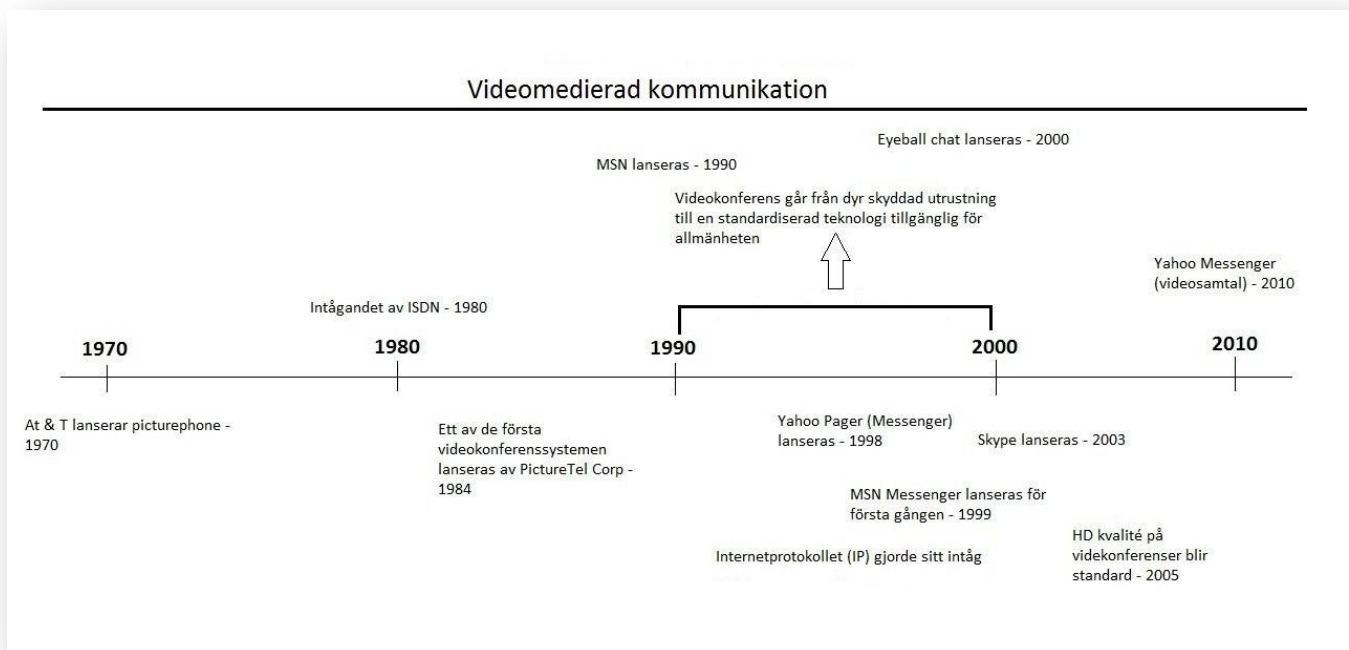 Videomedierad kommunikation
Eyeball chat lanseras - 2000
MSN lanseras - 1990
Videokonferens går från dyr skyddad utrustning
till en standardiserad teknologi tillgänglig för
allmänheten
Yahoo Messenger
(videosamtal) - 2010
Intågandet av ISDN - 1980
1970
1980
1990
2000
2010
At & T lanserar picturephone -
1970
Ett av de första
videokonferenssystemen
lanseras av PictureTel Corp -
1984
Yahoo Pager (Messenger)
lanseras - 1998
Skype lanseras - 2003
MSN Messenger lanseras för
första gången - 1999
Internetprotokollet (IP) gjorde sitt intåg
HD kvalité på
videkonferenser blir
standard - 2005